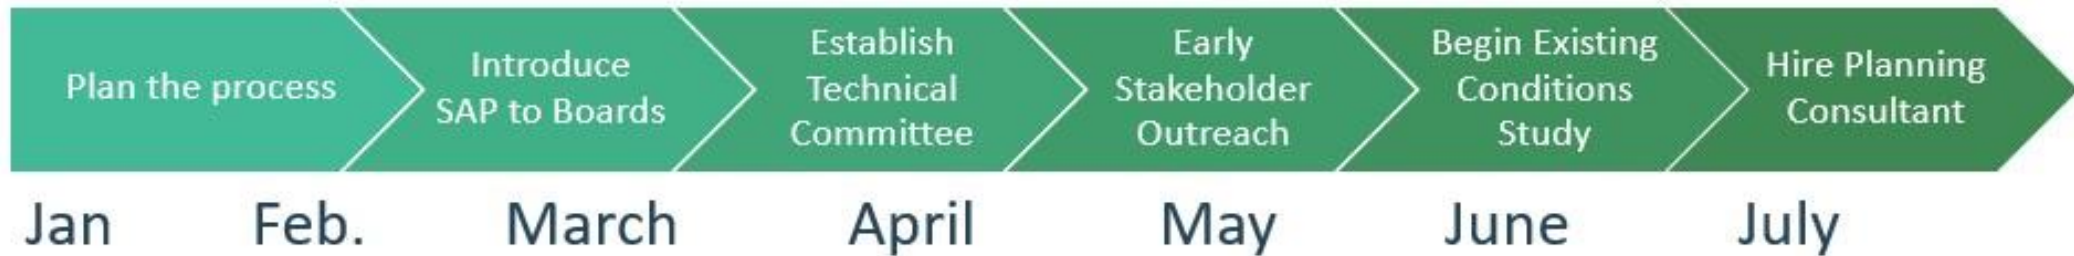 Plan the process
Introduce
SAP to Boards
Establish
Technical
Committee
Early
Stakeholder
Outreach
Begin Existing
Conditions
Study
Hire Planning
Consultant
Jan Feb. March April May June July